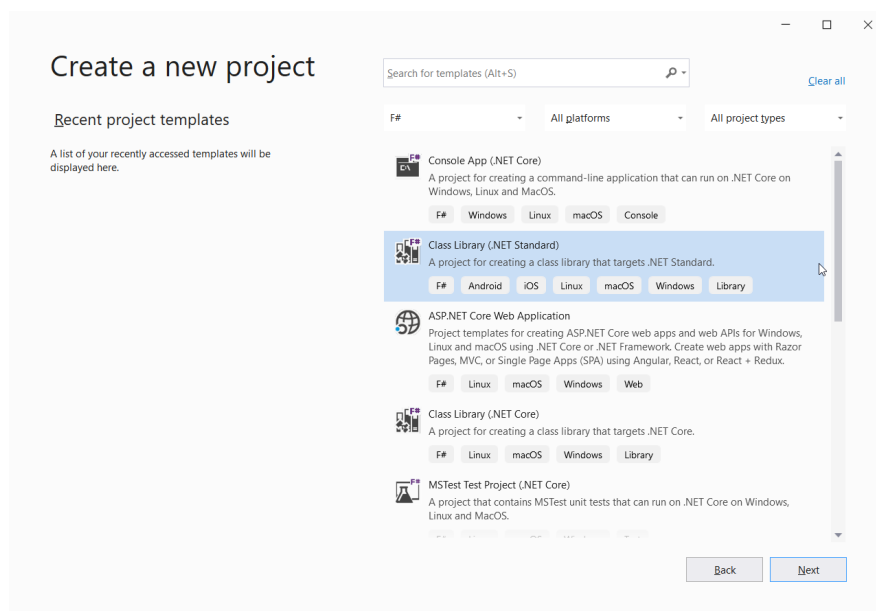 Create a new project
Search for templates (Alt+S)
Clear all
Recent project templates
F#
All platforms
All project types
A list of your recently accessed templates will be
displayed here.
F#
C:\
Console App (.NET Core)
A project for creating a command-line application that can run on .NET Core on
Windows, Linux and MacOS.
F# Windows Linux macOS Console
F#
Class Library (.NET Standard)
A project for creating a class library that targets .NET Standard.
F# Android iOS Linux macOS Windows Library
ASP.NET Core Web Application
Project templates for creating ASP.NET Core web apps and web APIs for Windows,
Linux and macOS using .NET Core or .NET Framework. Create web apps with Razor
Pages, MVC, or Single Page Apps (SPA) using Angular, React, or React + Redux.
F# Linux macOS Windows Web
F#
Class Library (.NET Core)
A project for creating a class library that targets .NET Core.
F# Linux macOS Windows Library
F#
MSTest Test Project (.NET Core)
A project that contains MSTest unit tests that can run on .NET Core on Windows,
Linux and MacOS.
Back
Next